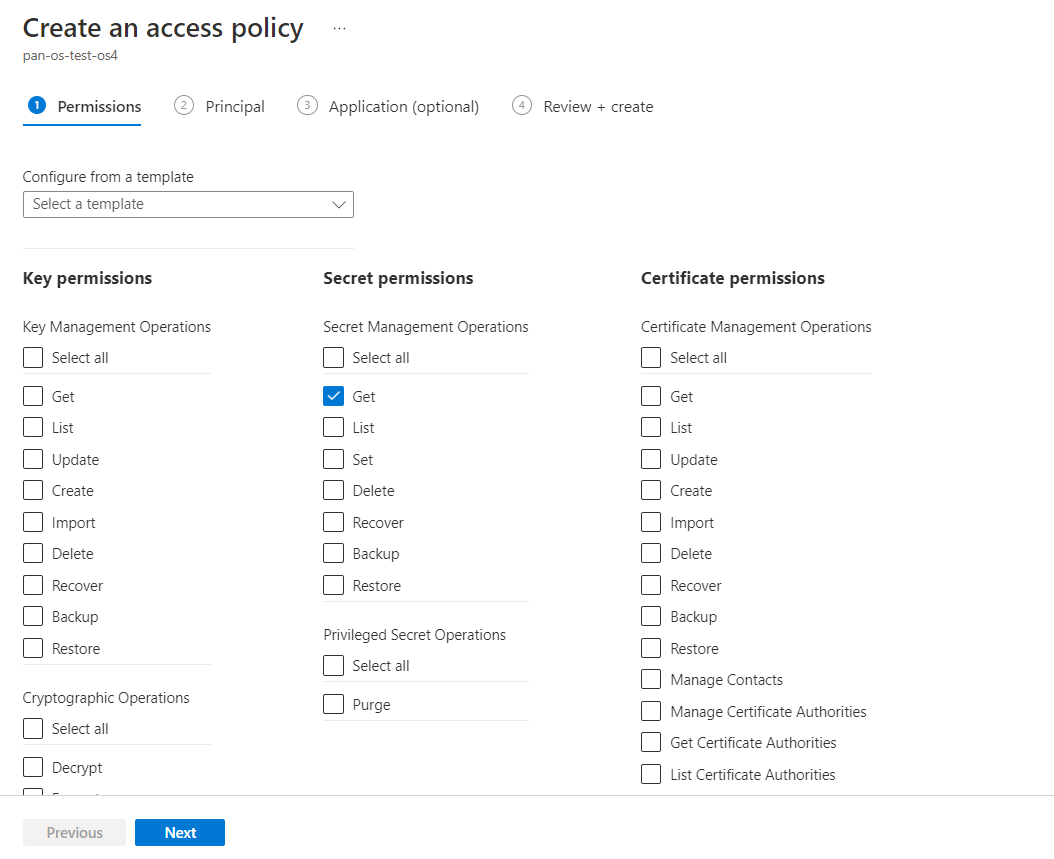 Create an access policy ...
pan-os-test-os4
1 Permissions 2 Principal 3 Application (optional) 4 Review + create
Configure from a template
Select a template
Key permissions
Key Management Operations
Select all
Get
List
Update
Create
Import
Delete
Recover
Backup
Restore
Cryptographic Operations
Select all
Decrypt
Secret permissions
Secret Management Operations
Select all
Get
List
Set
Delete
Recover
Backup
Restore
Privileged Secret Operations
Select all
Purge
Certificate permissions
Certificate Management Operations
Select all
Get
List
Update
Create
Import
Delete
Recover
Backup
Restore
Manage Contacts
Manage Certificate Authorities
Get Certificate Authorities
List Certificate Authorities
Previous Next